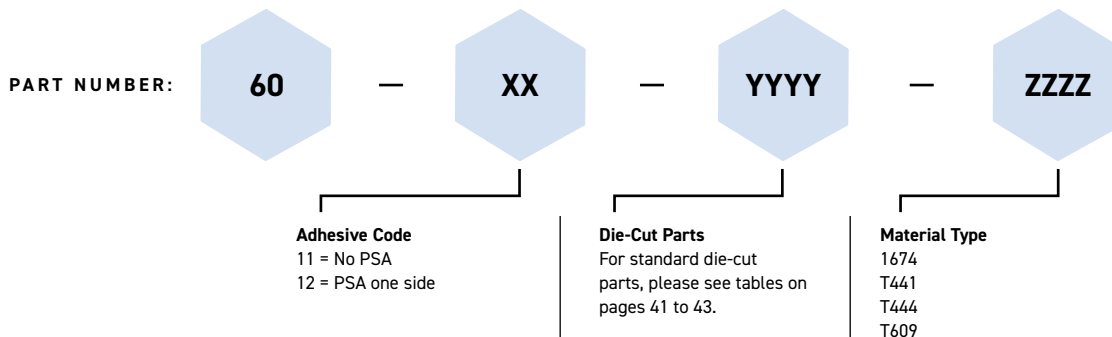 PART NUMBER: 60 — XX — YYYY — ZZZZ
Adhesive Code
11 = No PSA
12 = PSA one side
Die-Cut Parts
For standard die-cut
parts, please see tables on
pages 41 to 43.
Material Type
1674
T441
T444
T609